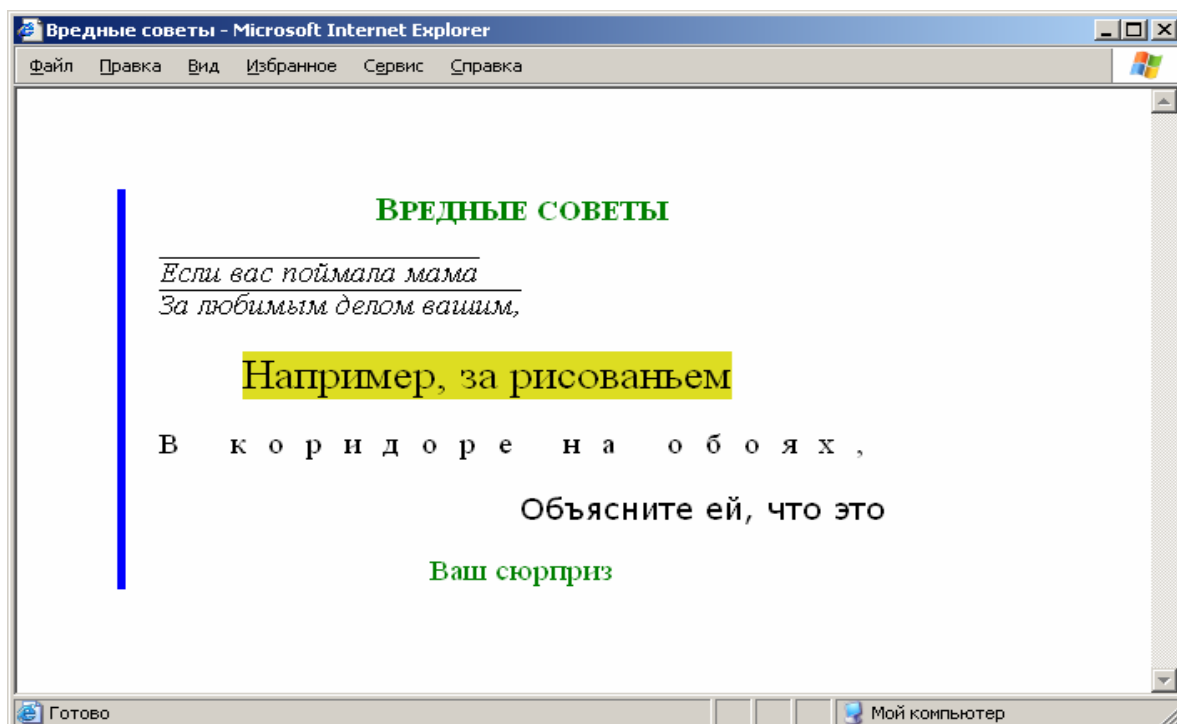 Вредные советы - Microsoft Internet Explorer
Файл Правка Вид Избранное Сервис Справка
Вредные советы
Если вас поймала мама
За любимым делом вашим,
Например, за рисованьем
В коридоре на обоях,
Объясните ей, что это
Ваш сюрприз
Готово
Мой компьютер